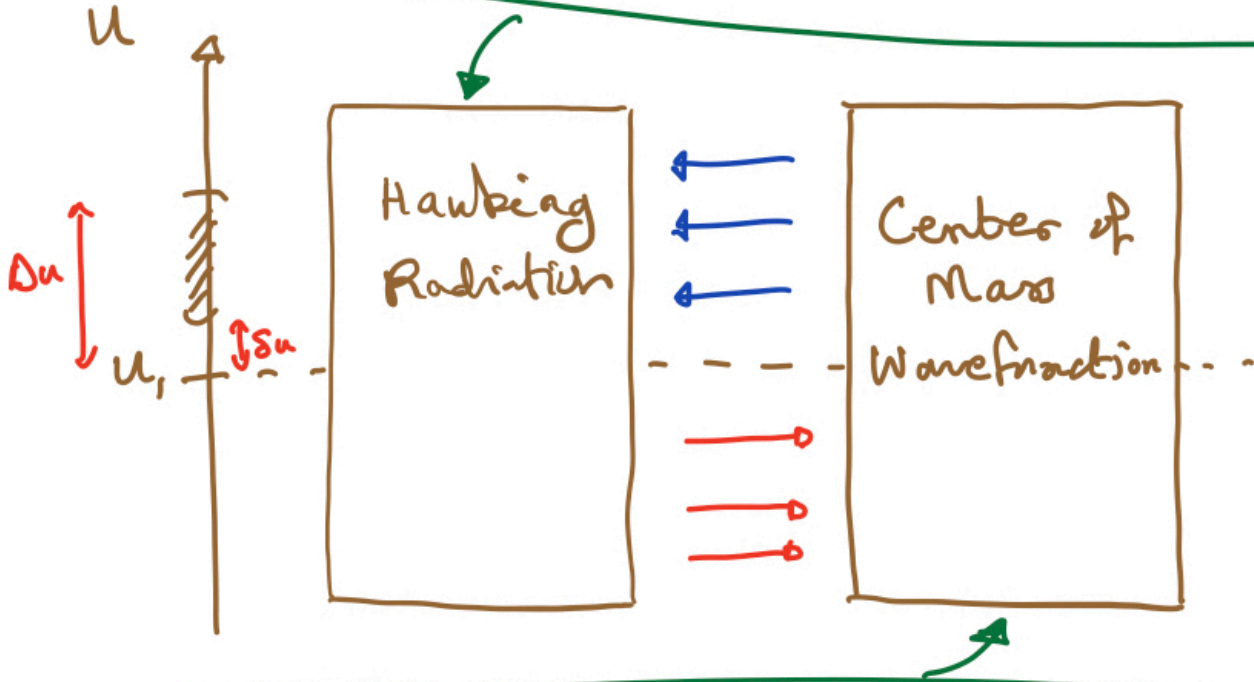 u
Hawking
Radiation
Center of
Mass
Wavefunction
Δu
δu
u₁